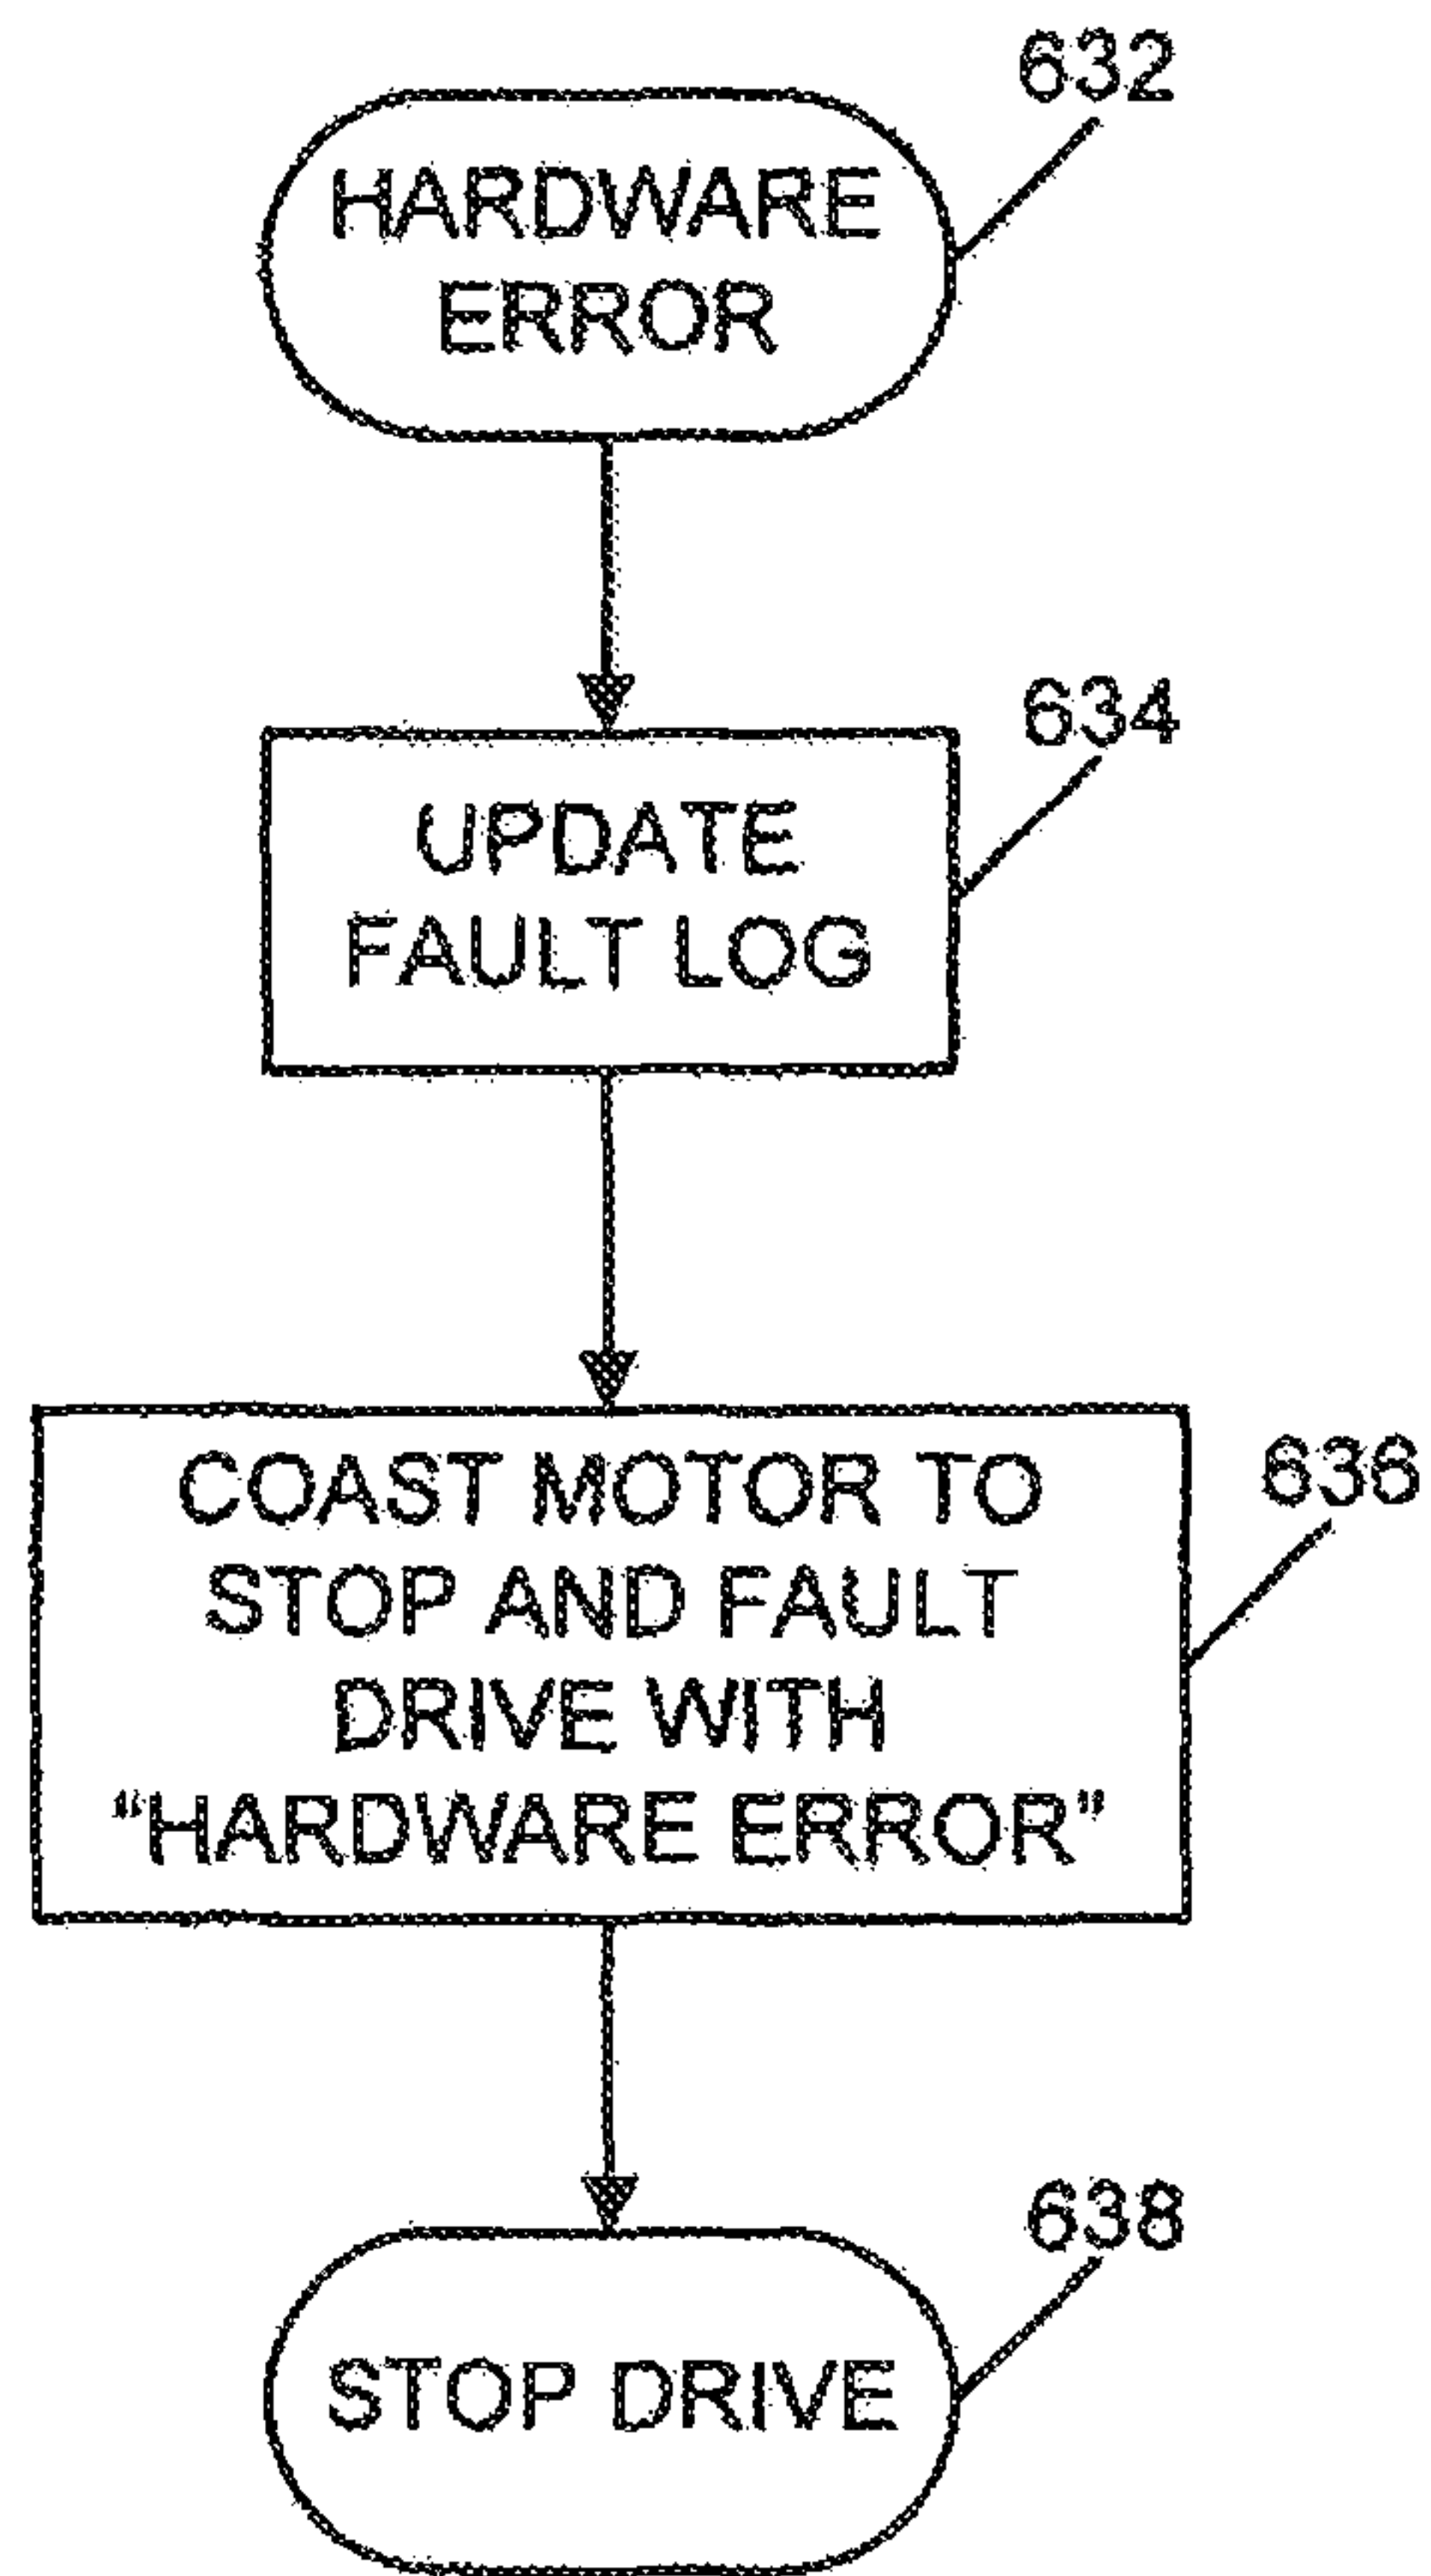 632
HARDWARE
ERROR
634
UPDATE
FAULT LOG
636
COAST MOTOR TO
STOP AND FAULT
DRIVE WITH
“HARDWARE ERROR”
638
STOP DRIVE